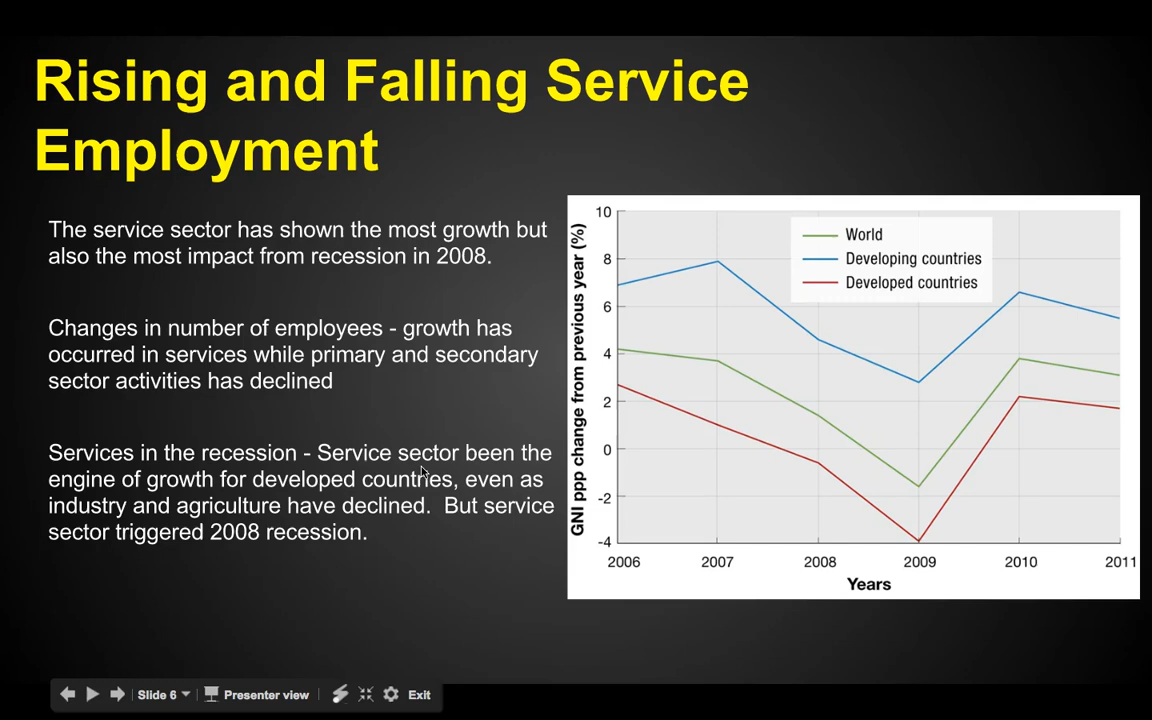 Rising and Falling Service
Employment
The service sector has shown the most growth but
also the most impact from recession in 2008.
Changes in number of employees - growth has
occurred in services while primary and secondary
sector activities has declined
Services in the recession - Service sector been the
engine of growth for developed countries, even as
industry and agriculture have declined.  But service
sector triggered 2008 recession.
GNI ppp change from previous year (%)
10
8
6
4
2
0
-2
-4
World
Developing countries
Developed countries
2006 2007 2008 2009 2010 2011
Years
Slide 6 Presenter view Exit